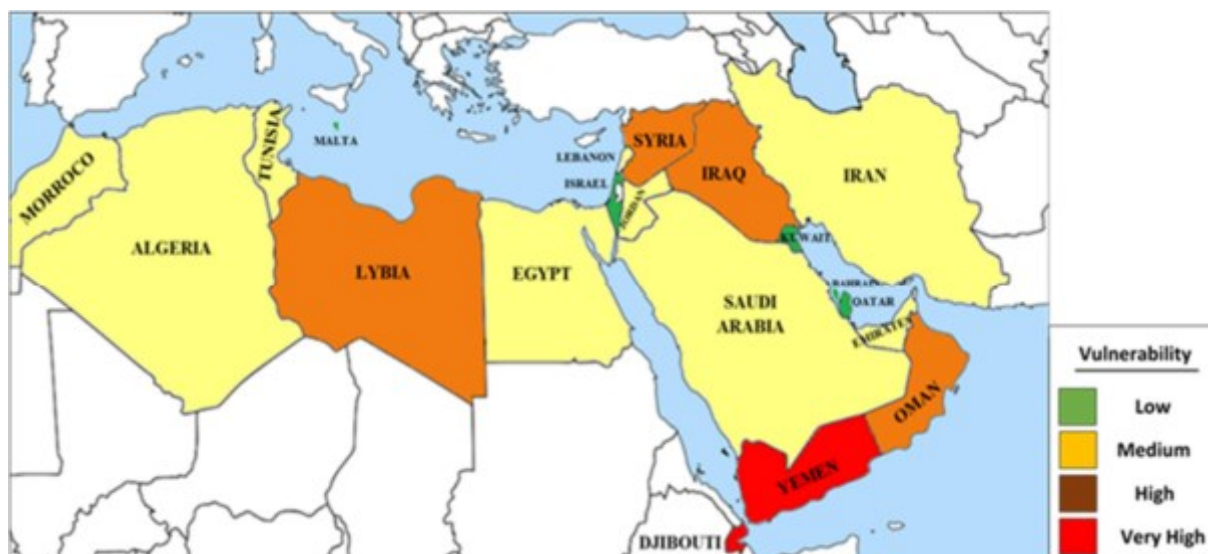 MALTA
TUNISIA
MORROCO
ALGERIA
LYBIA
EGYPT
LEBANON
ISRAEL
SYRIA
JORDAN
IRAQ
IRAN
KUWAIT
QATAR
SAUDI
ARABIA
EMIRATES
OMAN
YEMEN
DJIBOUTI
Vulnerability
Low
Medium
High
Very High